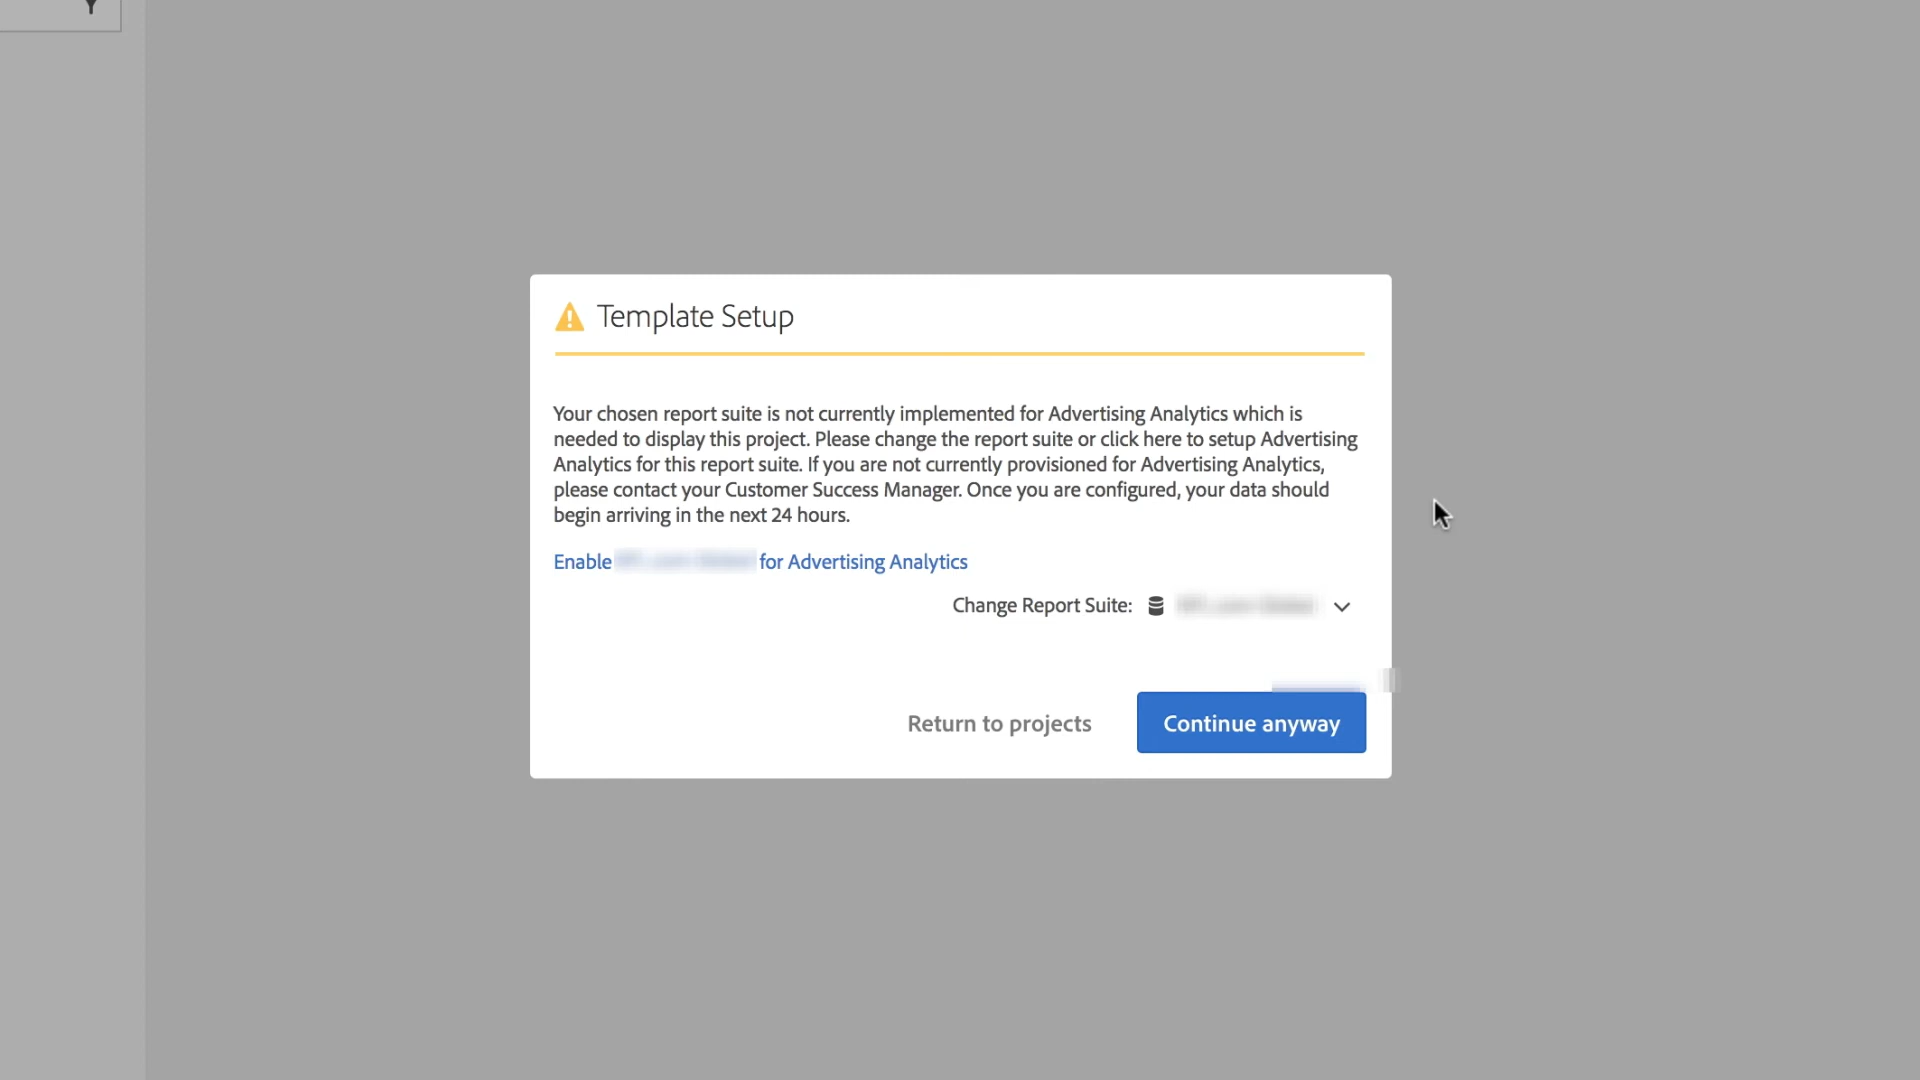 Template Setup
Your chosen report suite is not currently implemented for Advertising Analytics which is
needed to display this project. Please change the report suite or click here to setup Advertising
Analytics for this report suite. If you are not currently provisioned for Advertising Analytics,
please contact your Customer Success Manager. Once you are configured, your data should
begin arriving in the next 24 hours.
Enable for Advertising Analytics
Change Report Suite:
Return to projects
Continue anyway